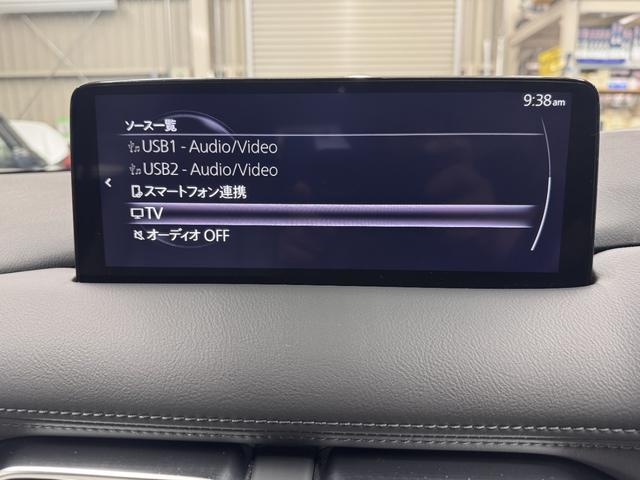 9:38am
ソース一覧
USB1 - Audio/Video
USB2 - Audio/Video
スマートフォン連携
TV
オーディオ OFF